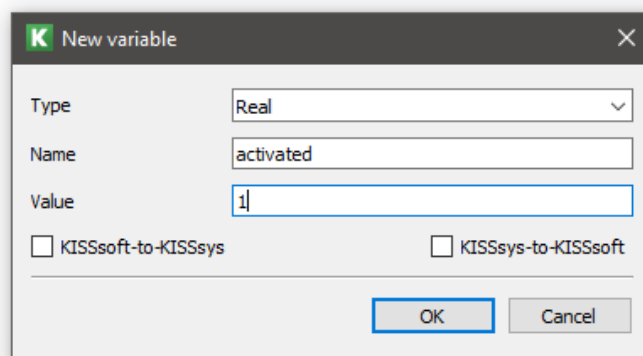 K New variable
Type Real
Name activated
Value 1
KISSsoft-to-KISSsys KISSsys-to-KISSsoft
OK Cancel